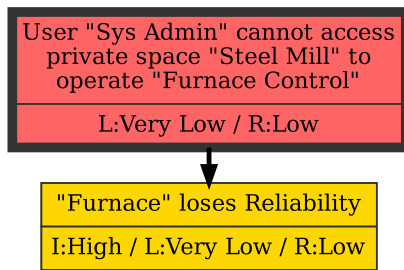 User "Sys Admin" cannot access
private space "Steel Mill" to
operate "Furnace Control"
L:Very Low / R:Low
"Furnace" loses Reliability
I:High / L:Very Low / R:Low